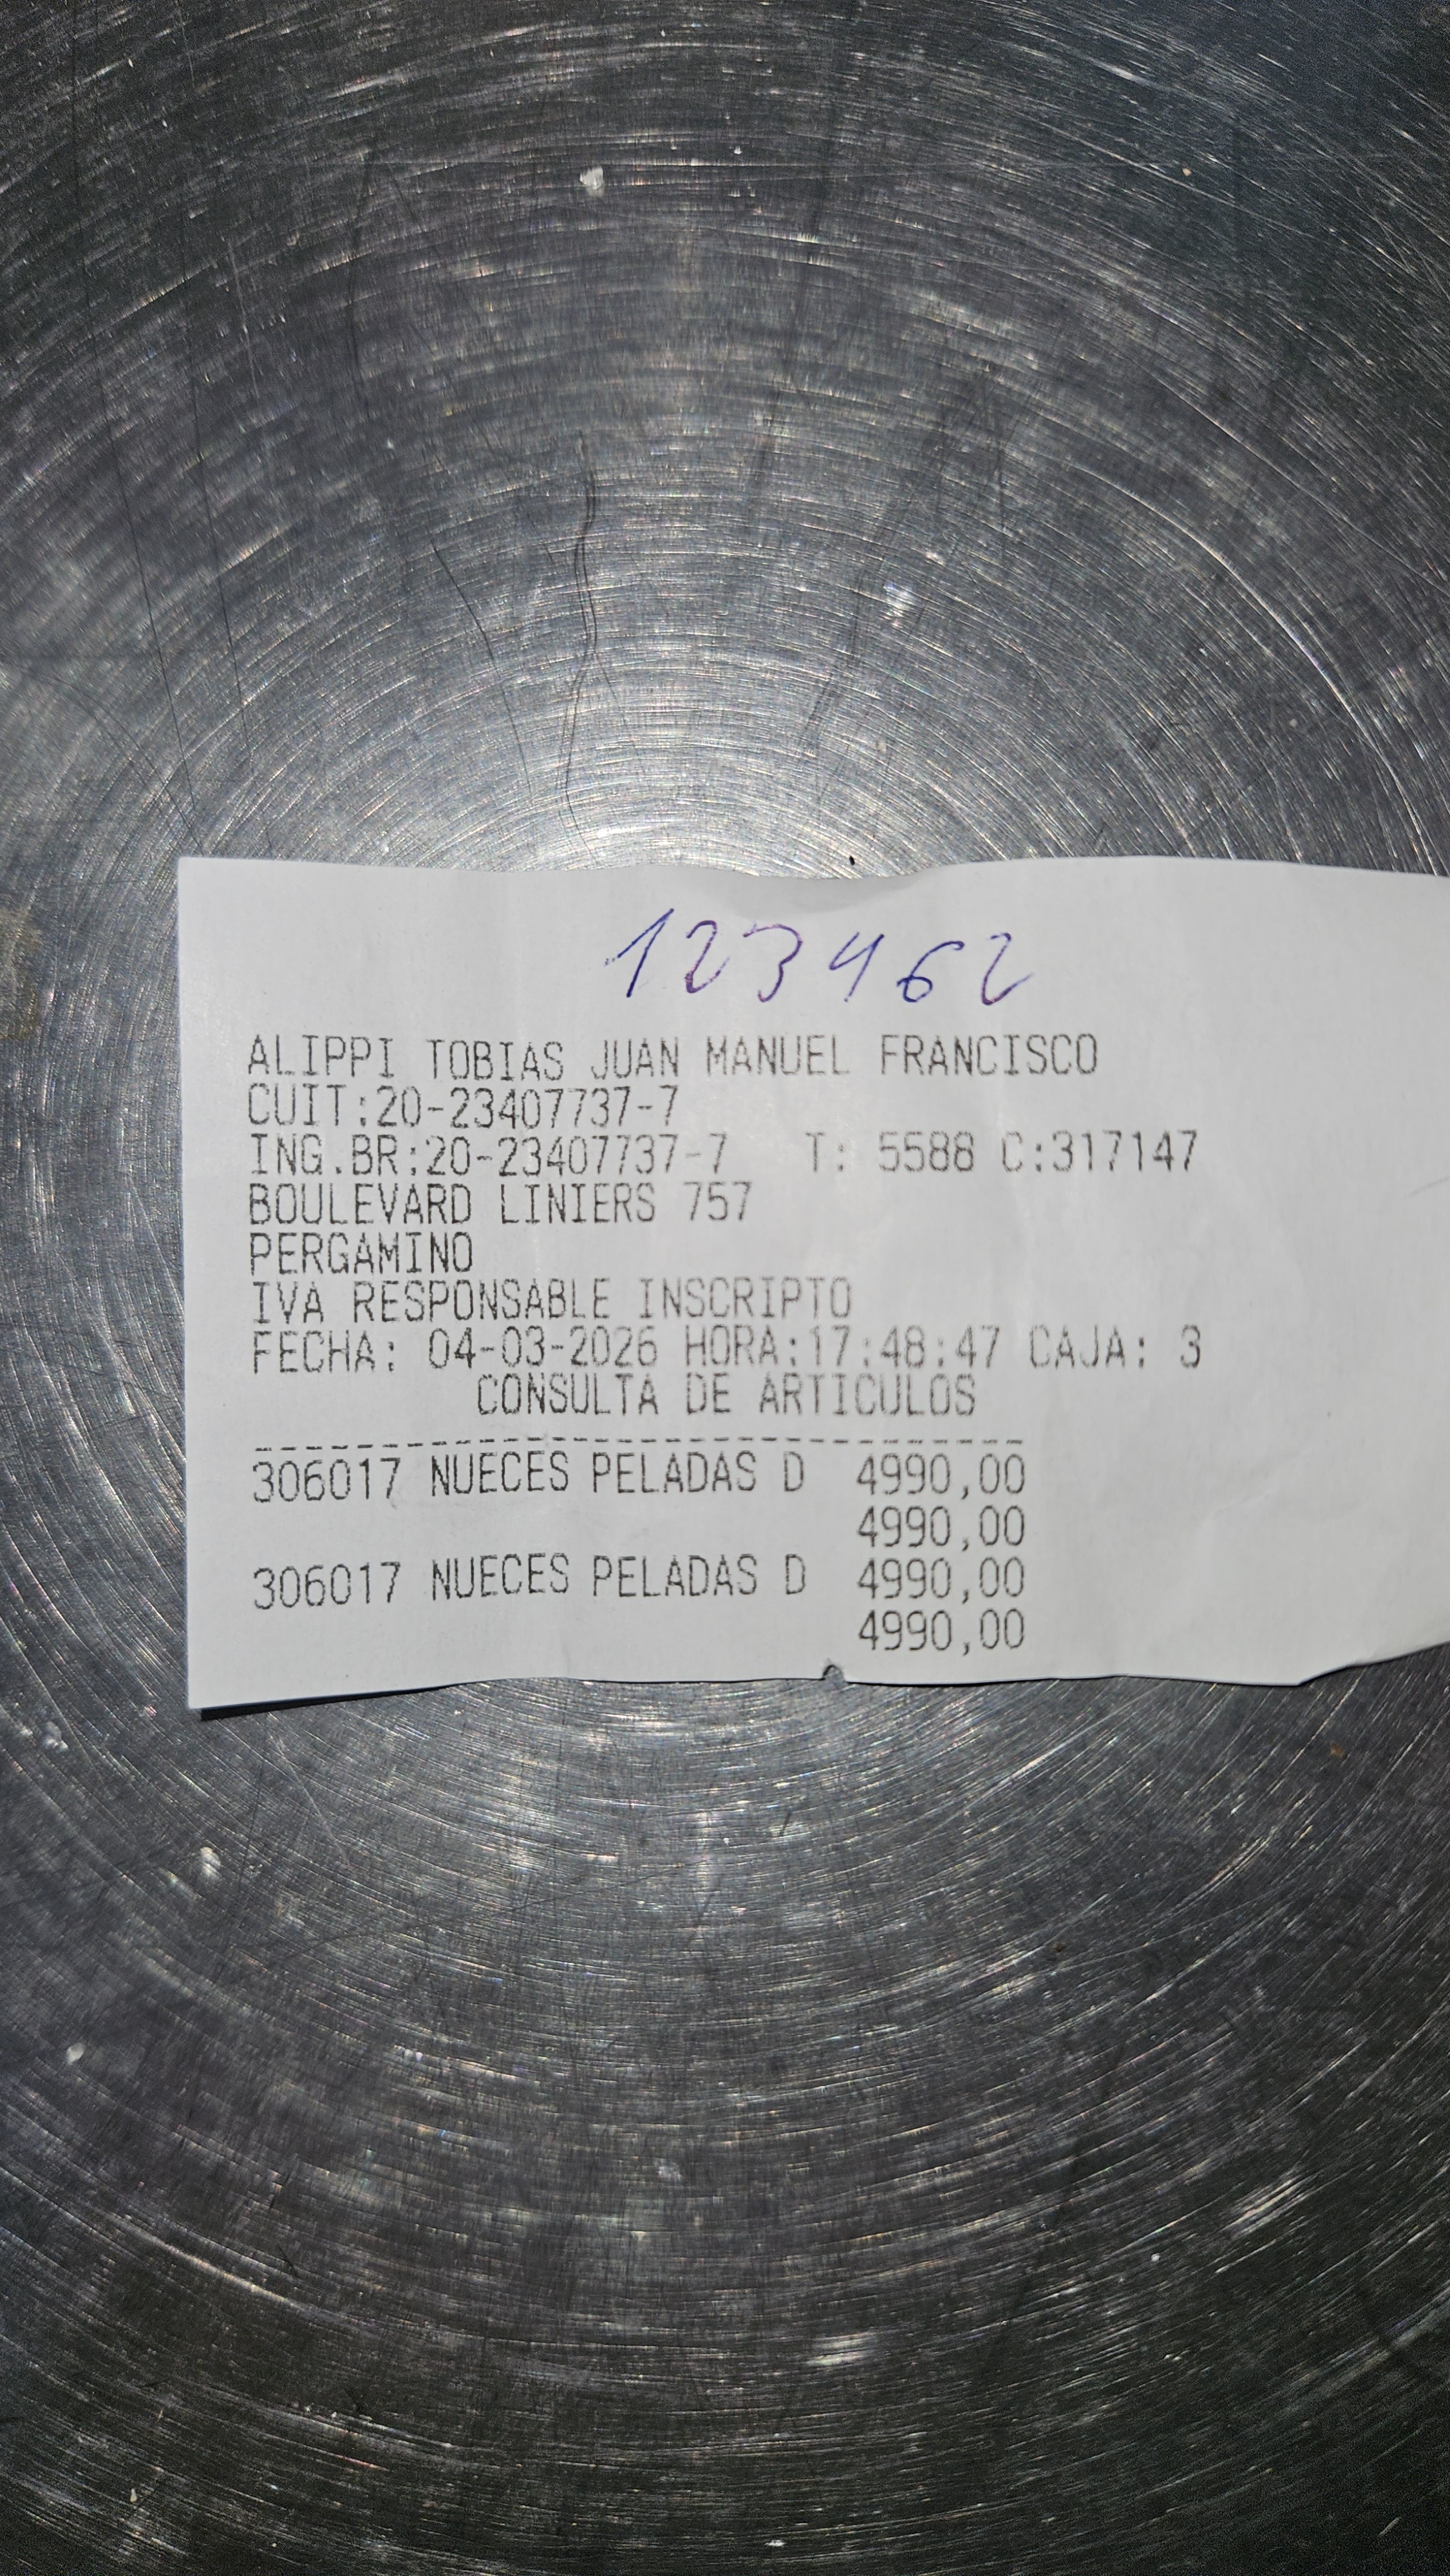 123462
ALIPPI TOBIAS JUAN MANUEL FRANCISCO
CUIT:20-23407737-7
ING.BR:20-23407737-7 T: 5588 C:317147
BOULEVARD LINIERS 757
PERGAMINO
IVA RESPONSABLE INSCRIPTO
FECHA: 04-03-2026 HORA:17:48:47 CAJA: 3
CONSULTA DE ARTICULOS
------------------------------
306017 NUECES PELADAS D 4990,00
4990,00
306017 NUECES PELADAS D 4990,00
4990,00